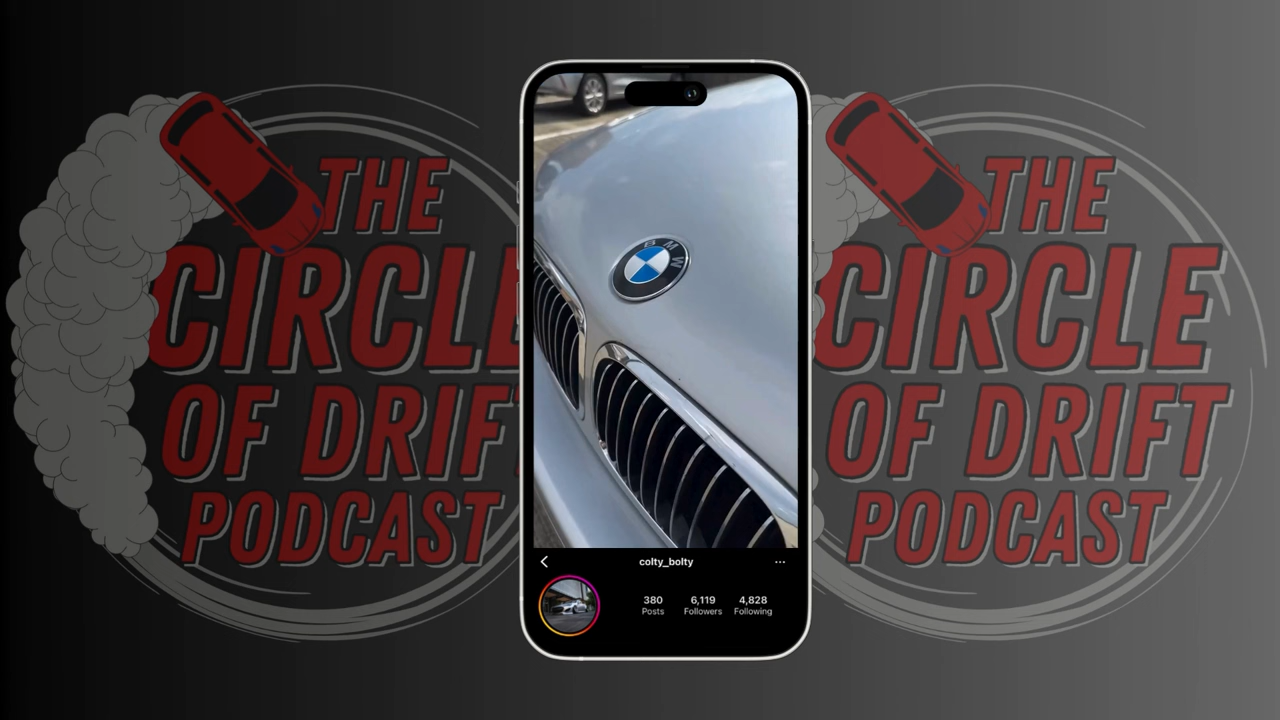 THE
CIRCLE
OF DRIFT
PODCAST
BMW
colty_bolty
380 6,119 4,828
Posts Followers Following
THE
CIRCLE
OF DRIFT
PODCAST